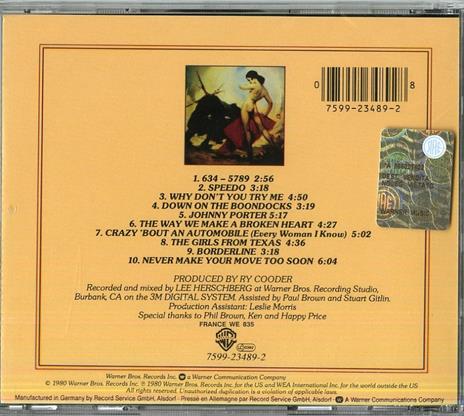 0 8
7599-23489-2
1. 634 – 5789 2:56
2. SPEEDO 3:18
3. WHY DON'T YOU TRY ME 4:50
4. DOWN ON THE BOONDOCKS 3:19
5. JOHNNY PORTER 5:17
6. THE WAY WE MAKE A BROKEN HEART 4:27
7. CRAZY 'BOUT AN AUTOMOBILE (Every Woman I Know) 5:02
8. THE GIRLS FROM TEXAS 4:36
9. BORDERLINE 3:18
10. NEVER MAKE YOUR MOVE TOO SOON 6:04
PRODUCED BY RY COODER
Recorded and mixed by LEE HERSCHBERG at Warner Bros. Recording Studio,
Burbank, CA on the 3M DIGITAL SYSTEM. Assisted by Paul Brown and Stuart Gitlin.
Production Assistant: Leslie Morris
Special thanks to Phil Brown, Ken and Happy Price
FRANCE WE 835
7599-23489-2
WARNER MUSIC
Warner Bros. Records Inc. A Warner Communications Company
© 1980 Warner Bros. Records Inc. ℗ 1980 Warner Bros. Records Inc. for the US and WEA International Inc. for the world outside the US
All rights reserved. Unauthorised duplication is a violation of applicable laws.
Manufactured in Germany by Record Service GmbH, Alsdorf · Pressé en Allemagne par Record Service GmbH, Alsdorf · A Warner Communications Company